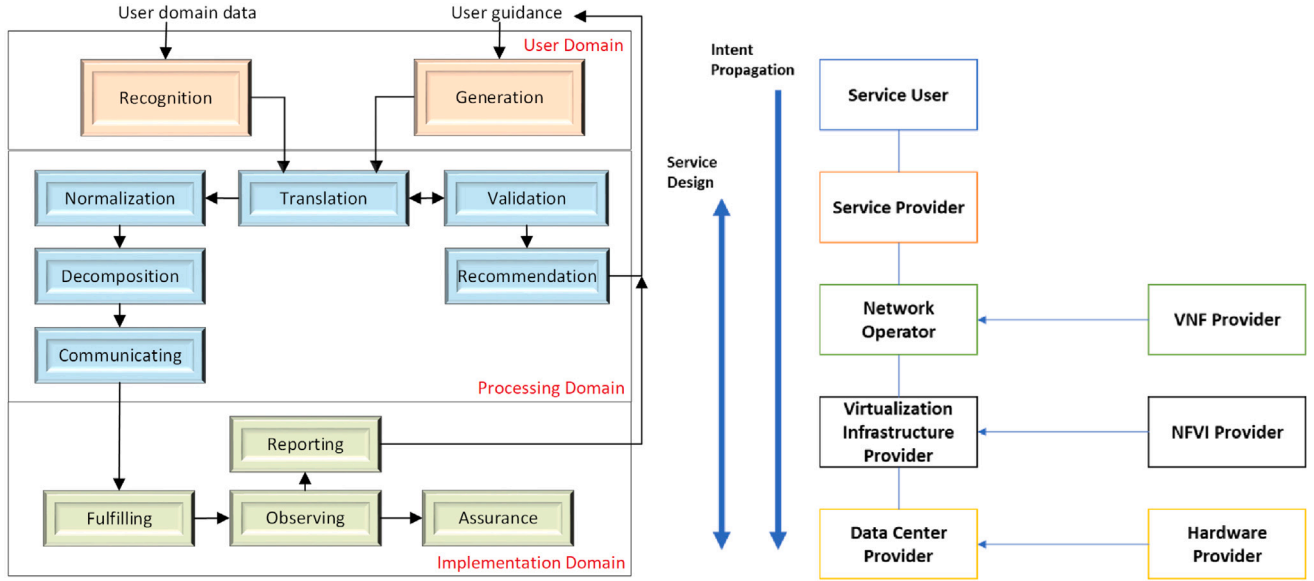 User domain data
User guidance
User Domain
Recognition
Generation
Normalization
Translation
Validation
Decomposition
Recommendation
Communicating
Processing Domain
Reporting
Fulfilling
Observing
Assurance
Implementation Domain
Intent
Propagation
Service
Design
Service User
Service Provider
Network
Operator
VNF Provider
Virtualization
Infrastructure
Provider
NFVI Provider
Data Center
Provider
Hardware
Provider